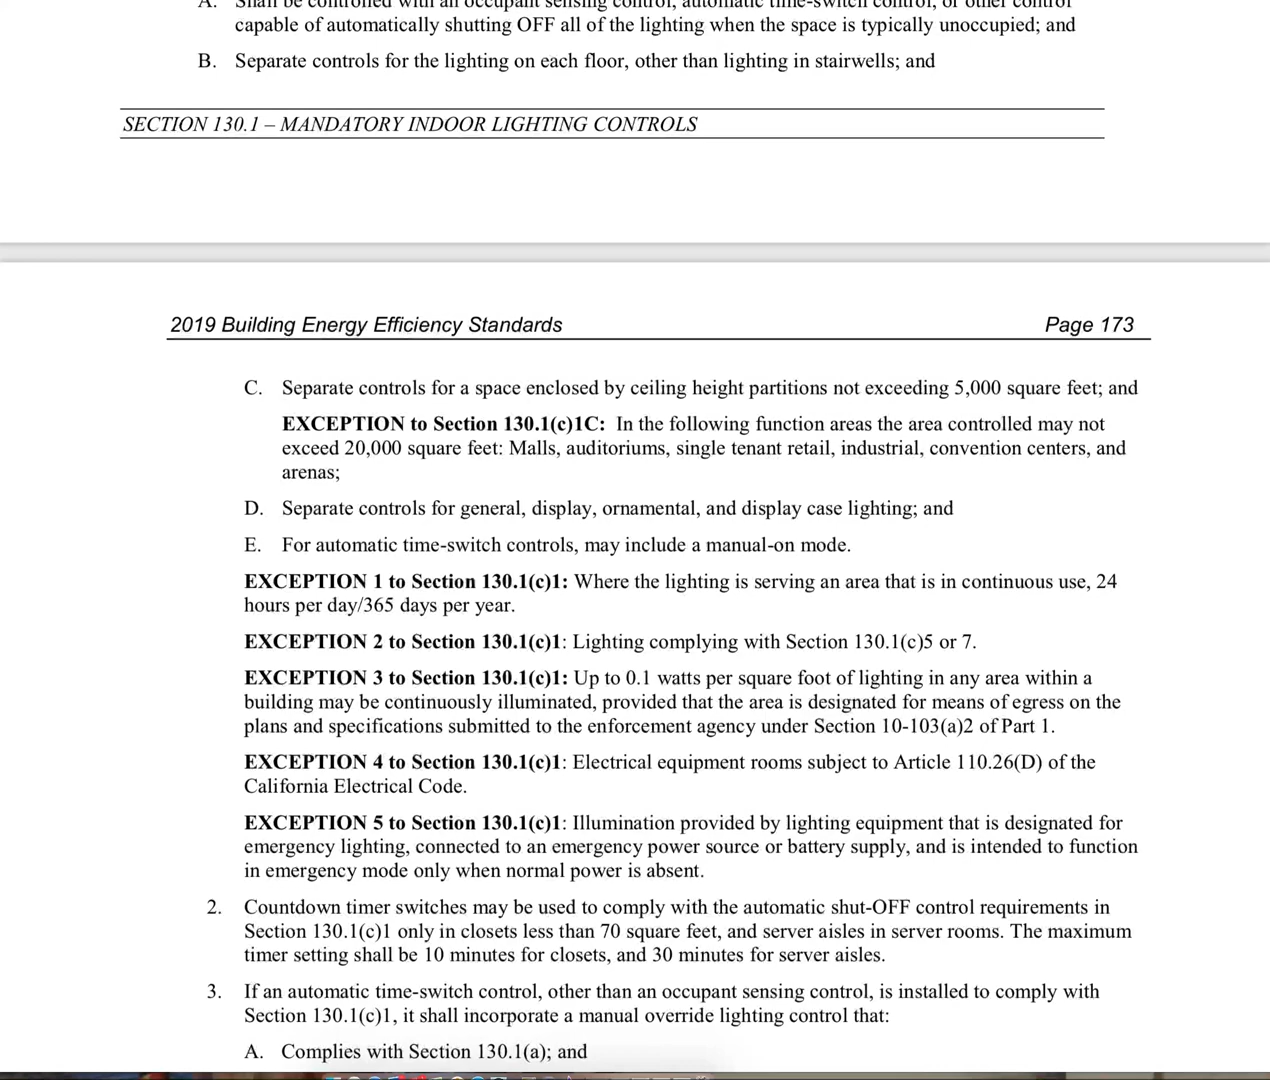 A. Shall be controlled with an occupant sensing control, automatic time-switch control, or other control
capable of automatically shutting OFF all of the lighting when the space is typically unoccupied; and
B. Separate controls for the lighting on each floor, other than lighting in stairwells; and
SECTION 130.1 – MANDATORY INDOOR LIGHTING CONTROLS
2019 Building Energy Efficiency Standards Page 173
C. Separate controls for a space enclosed by ceiling height partitions not exceeding 5,000 square feet; and
EXCEPTION to Section 130.1(c)1C: In the following function areas the area controlled may not
exceed 20,000 square feet: Malls, auditoriums, single tenant retail, industrial, convention centers, and
arenas;
D. Separate controls for general, display, ornamental, and display case lighting; and
E. For automatic time-switch controls, may include a manual-on mode.
EXCEPTION 1 to Section 130.1(c)1: Where the lighting is serving an area that is in continuous use, 24
hours per day/365 days per year.
EXCEPTION 2 to Section 130.1(c)1: Lighting complying with Section 130.1(c)5 or 7.
EXCEPTION 3 to Section 130.1(c)1: Up to 0.1 watts per square foot of lighting in any area within a
building may be continuously illuminated, provided that the area is designated for means of egress on the
plans and specifications submitted to the enforcement agency under Section 10-103(a)2 of Part 1.
EXCEPTION 4 to Section 130.1(c)1: Electrical equipment rooms subject to Article 110.26(D) of the
California Electrical Code.
EXCEPTION 5 to Section 130.1(c)1: Illumination provided by lighting equipment that is designated for
emergency lighting, connected to an emergency power source or battery supply, and is intended to function
in emergency mode only when normal power is absent.
2. Countdown timer switches may be used to comply with the automatic shut-OFF control requirements in
Section 130.1(c)1 only in closets less than 70 square feet, and server aisles in server rooms. The maximum
timer setting shall be 10 minutes for closets, and 30 minutes for server aisles.
3. If an automatic time-switch control, other than an occupant sensing control, is installed to comply with
Section 130.1(c)1, it shall incorporate a manual override lighting control that:
A. Complies with Section 130.1(a); and